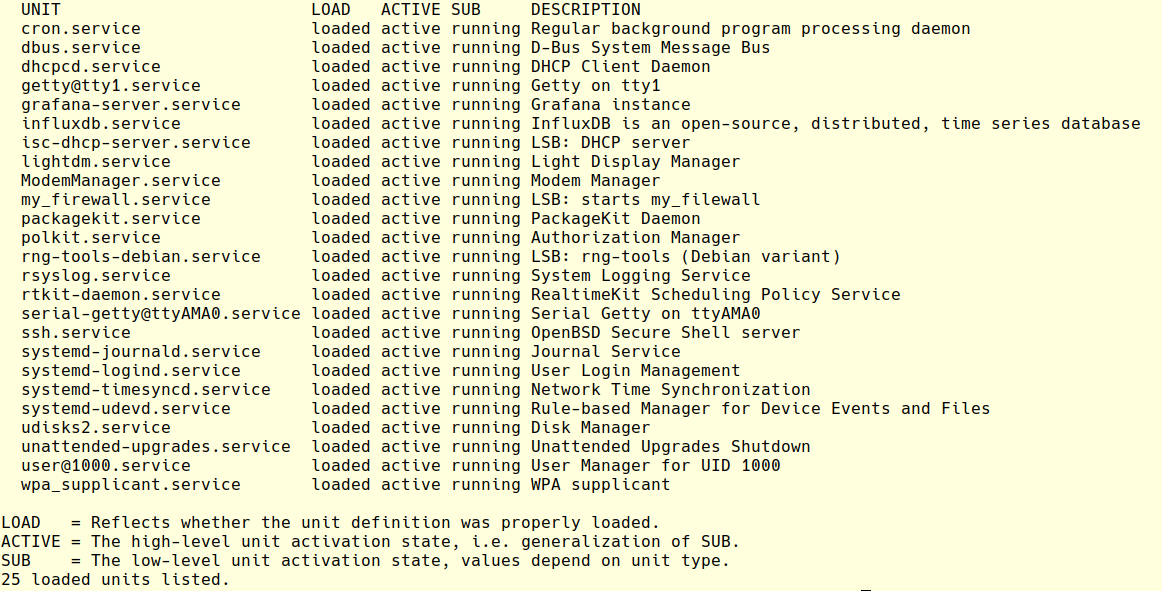 UNIT LOAD ACTIVE SUB DESCRIPTION
cron.service loaded active running Regular background program processing daemon
dbus.service loaded active running D-Bus System Message Bus
dhcpcd.service loaded active running DHCP Client Daemon
getty@tty1.service loaded active running Getty on tty1
grafana-server.service loaded active running Grafana instance
influxdb.service loaded active running InfluxDB is an open-source, distributed, time series database
isc-dhcp-server.service loaded active running LSB: DHCP server
lightdm.service loaded active running Light Display Manager
ModemManager.service loaded active running Modem Manager
my_firewall.service loaded active running LSB: starts my_filewall
packagekit.service loaded active running PackageKit Daemon
polkit.service loaded active running Authorization Manager
rng-tools-debian.service loaded active running LSB: rng-tools (Debian variant)
rsyslog.service loaded active running System Logging Service
rtkit-daemon.service loaded active running RealtimeKit Scheduling Policy Service
serial-getty@ttyAMA0.service loaded active running Serial Getty on ttyAMA0
ssh.service loaded active running OpenBSD Secure Shell server
systemd-journald.service loaded active running Journal Service
systemd-logind.service loaded active running User Login Management
systemd-timesyncd.service loaded active running Network Time Synchronization
systemd-udevd.service loaded active running Rule-based Manager for Device Events and Files
udisks2.service loaded active running Disk Manager
unattended-upgrades.service loaded active running Unattended Upgrades Shutdown
user@1000.service loaded active running User Manager for UID 1000
wpa_supplicant.service loaded active running WPA supplicant
LOAD = Reflects whether the unit definition was properly loaded.
ACTIVE = The high-level unit activation state, i.e. generalization of SUB.
SUB = The low-level unit activation state, values depend on unit type.
25 loaded units listed.